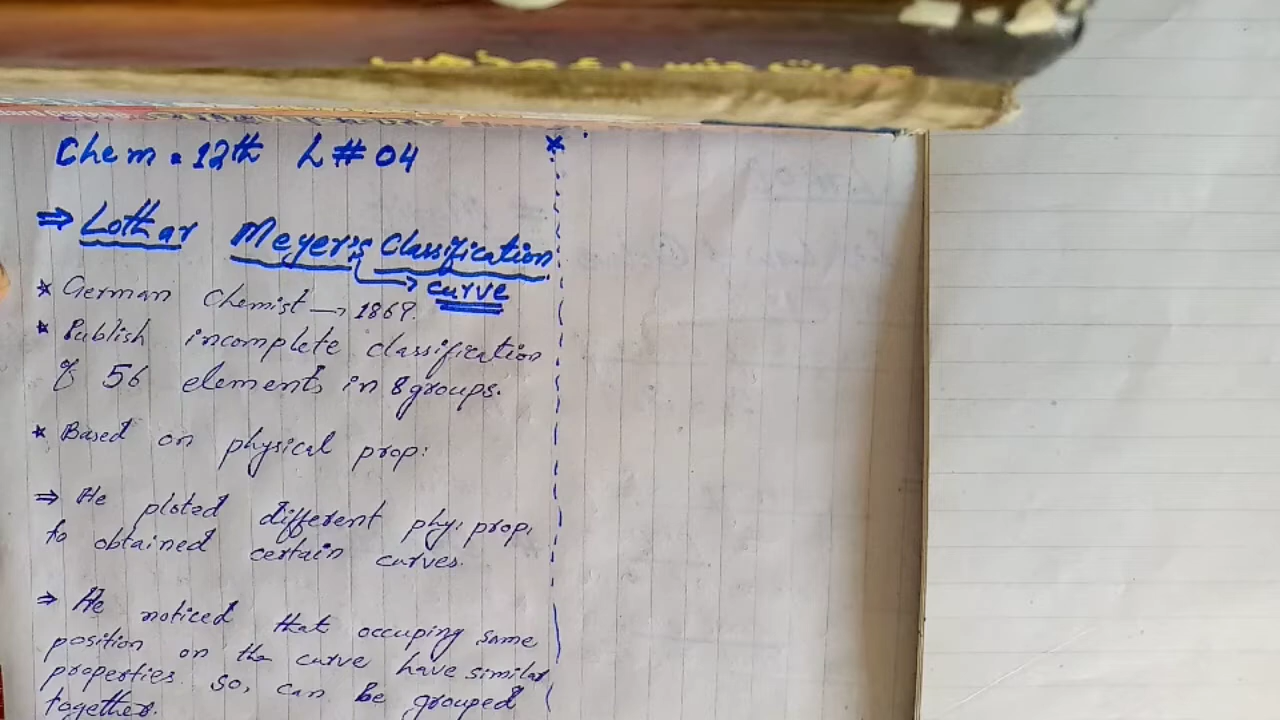 Chem. 12th L # 04
⇒ Lothar Meyer's Classification
→ curve
* German Chemist → 1869.
* Publish incomplete classification
of 56 elements in 8 groups.
* Based on physical prop:
⇒ He ploted different phy: prop,
to obtained certain curves.
⇒ He noticed that occuping same
position on the curve have similar
properties so, can be grouped
together.